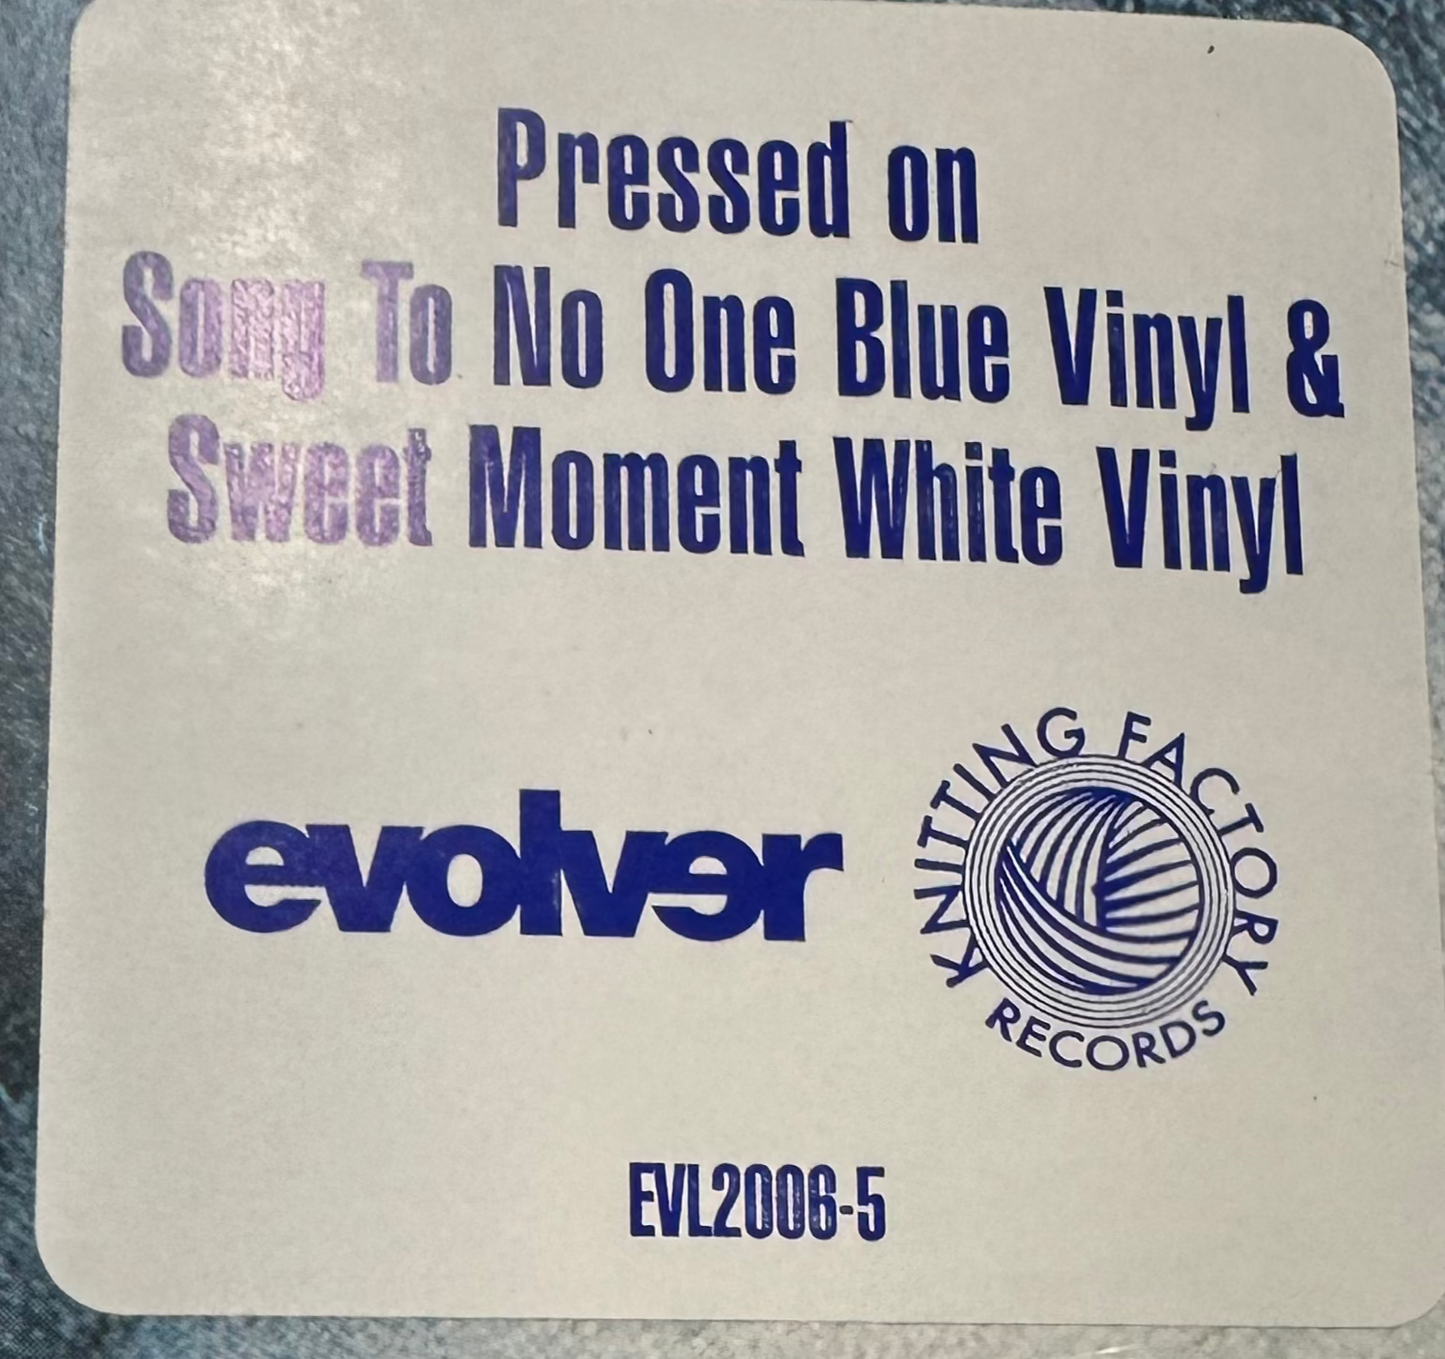 Pressed on
Song To No One Blue Vinyl &
Sweet Moment White Vinyl
evolver
KNITTING FACTORY
RECORDS
EVL2006-5